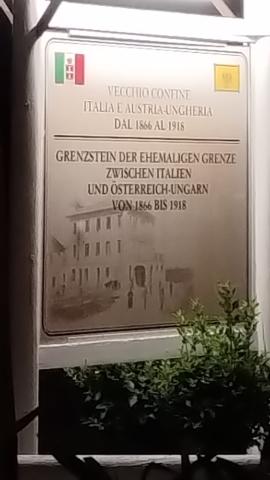 VECCHIO CONFINE
ITALIA E AUSTRIA-UNGHERIA
DAL 1866 AL 1918
GRENZSTEIN DER EHEMALIGEN GRENZE
ZWISCHEN ITALIEN
UND ÖSTERREICH-UNGARN
VON 1866 BIS 1918